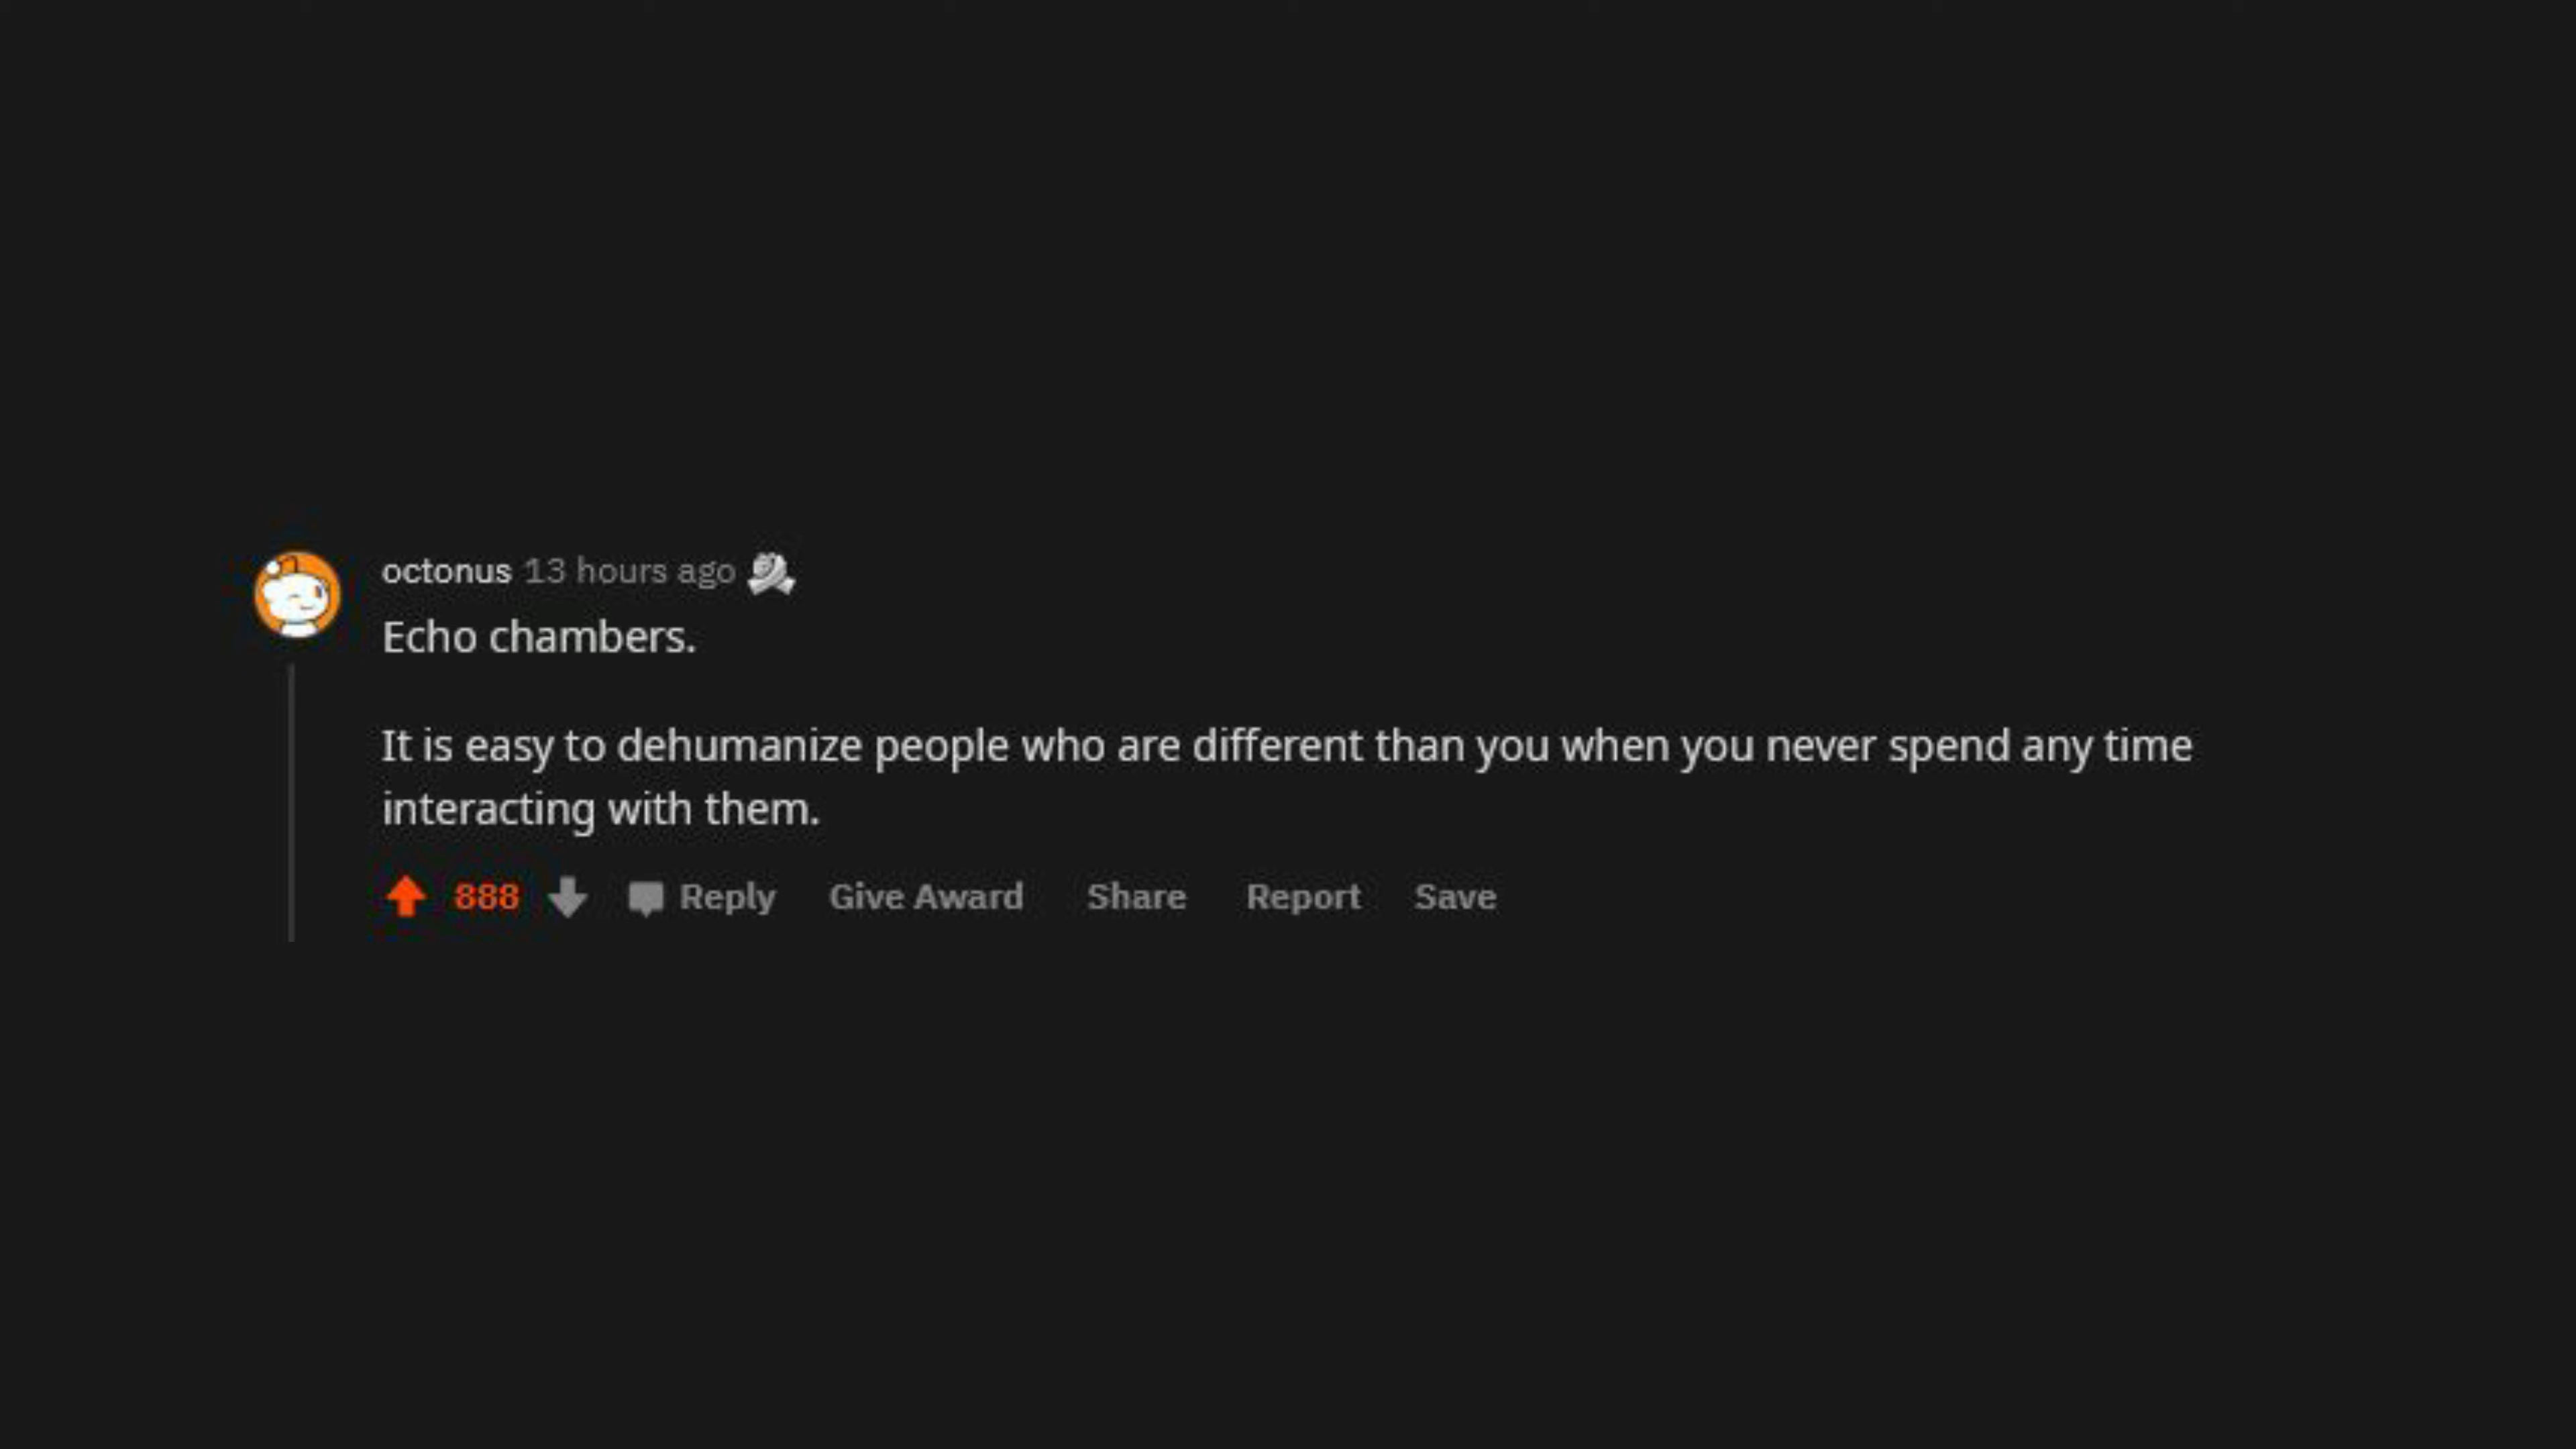 octonus 13 hours ago
Echo chambers.
It is easy to dehumanize people who are different than you when you never spend any time
interacting with them.
888 Reply Give Award Share Report Save